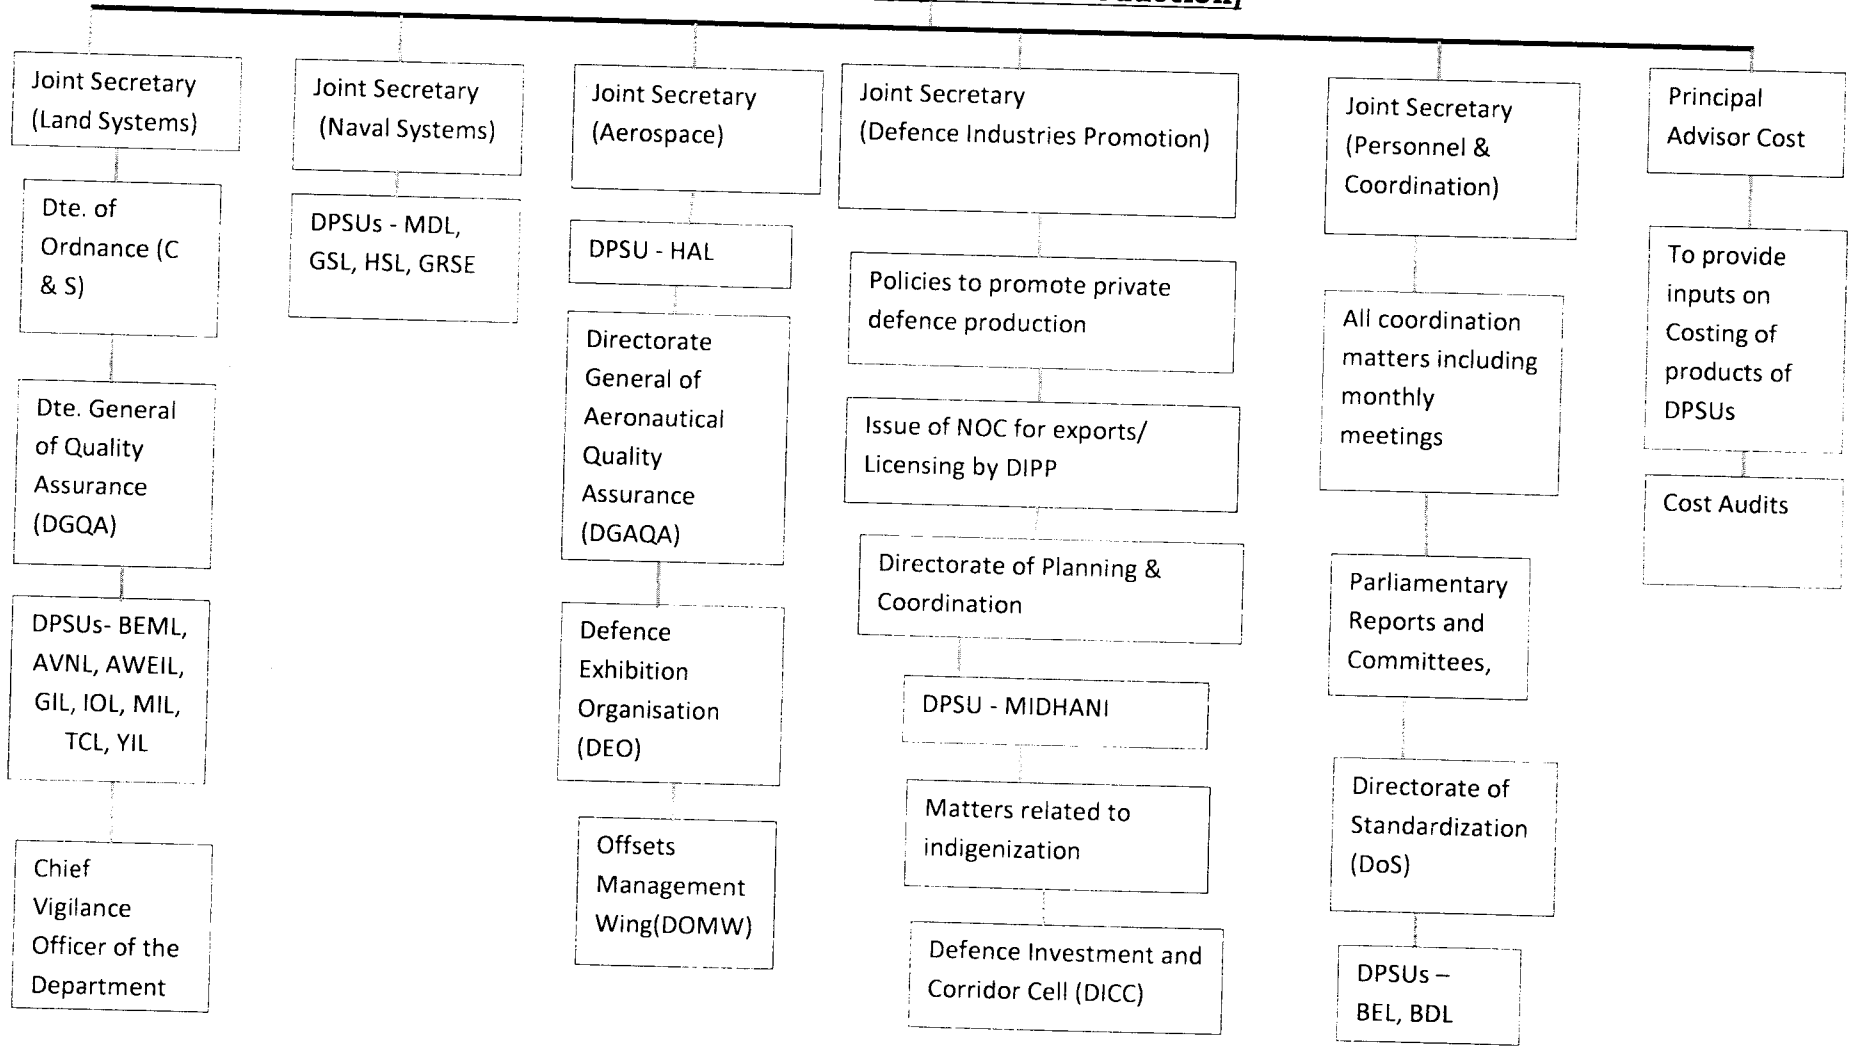 Joint Secretary
(Land Systems)
Dte. of
Ordnance (C
& S)
Dte. General
of Quality
Assurance
(DGQA)
DPSUs- BEML,
AVNL, AWEIL,
GIL, IOL, MIL,
TCL, YIL
Chief
Vigilance
Officer of the
Department
Joint Secretary
(Naval Systems)
DPSUs - MDL,
GSL, HSL, GRSE
Joint Secretary
(Aerospace)
DPSU - HAL
Directorate
General of
Aeronautical
Quality
Assurance
(DGAQA)
Defence
Exhibition
Organisation
(DEO)
Offsets
Management
Wing(DOMW)
Joint Secretary
(Defence Industries Promotion)
Policies to promote private
defence production
Issue of NOC for exports/
Licensing by DIPP
Directorate of Planning &
Coordination
DPSU - MIDHANI
Matters related to
indigenization
Defence Investment and
Corridor Cell (DICC)
Joint Secretary
(Personnel &
Coordination)
All coordination
matters including
monthly
meetings
Parliamentary
Reports and
Committees,
Directorate of
Standardization
(DoS)
DPSUs –
BEL, BDL
Principal
Advisor Cost
To provide
inputs on
Costing of
products of
DPSUs
Cost Audits